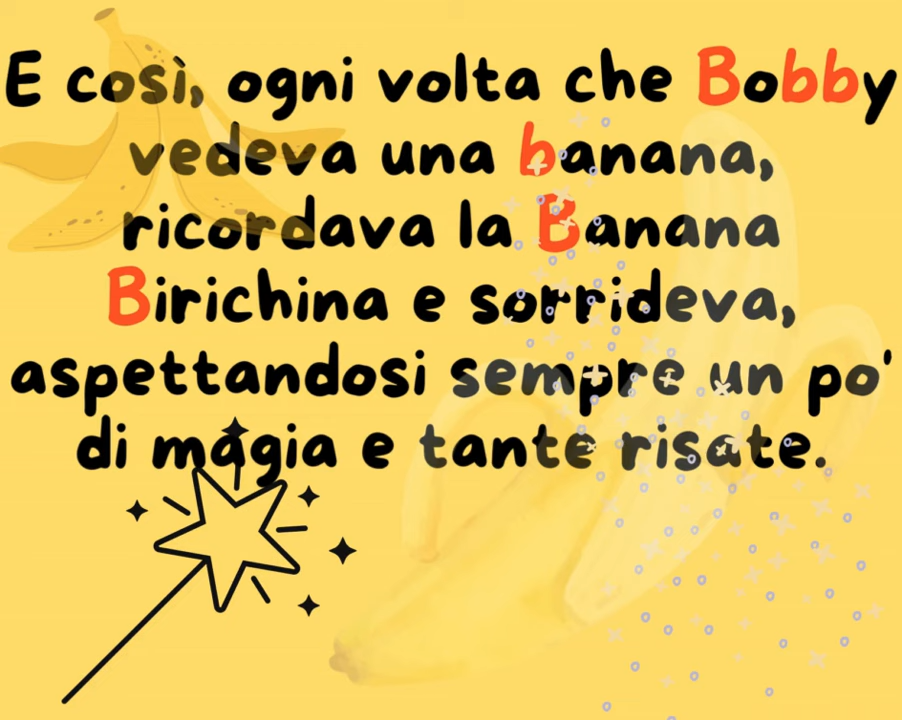 E così, ogni volta che Bobby
vedeva una banana,
ricordava la Banana
Birichina e sorrideva,
aspettandosi sempre un po'
di magia e tante risate.